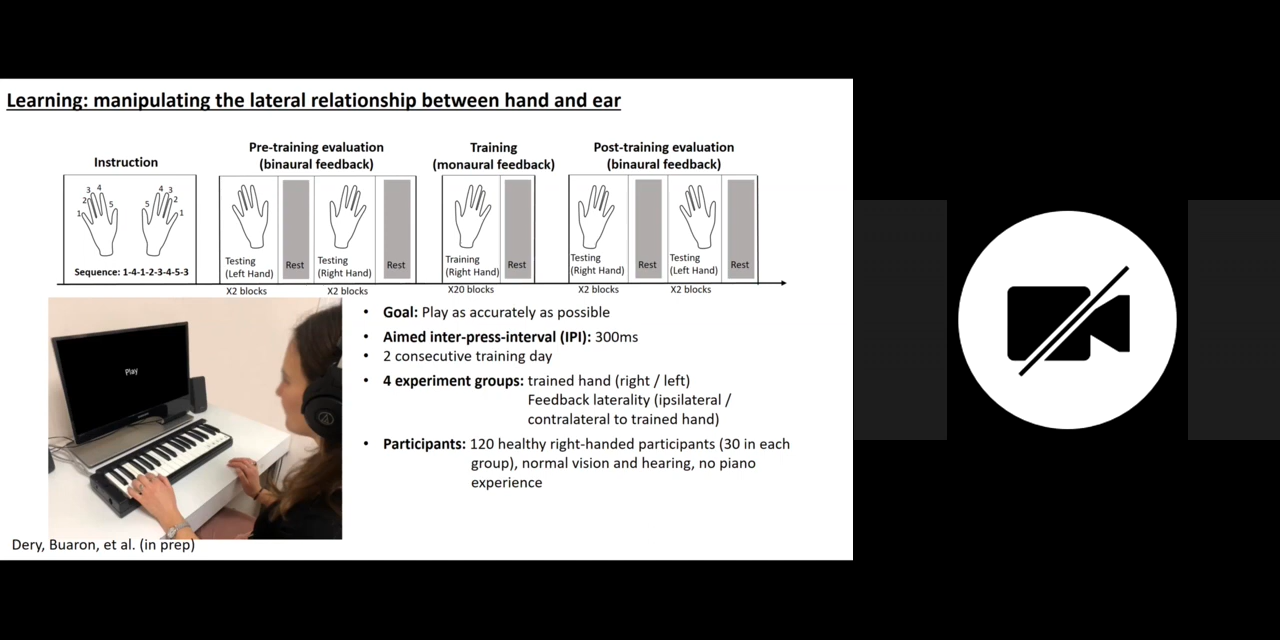 Learning: manipulating the lateral relationship between hand and ear
Instruction
3 4
2 5
1
4 3
5 2
1
Sequence: 1-4-1-2-3-4-5-3
Pre-training evaluation
(binaural feedback)
Testing
(Left Hand)
Rest
Testing
(Right Hand)
Rest
X2 blocks
X2 blocks
Training
(monaural feedback)
Training
(Right Hand)
Rest
X20 blocks
Post-training evaluation
(binaural feedback)
Testing
(Right Hand)
Rest
Testing
(Left Hand)
Rest
X2 blocks
X2 blocks
Play
• Goal: Play as accurately as possible
• Aimed inter-press-interval (IPI): 300ms
• 2 consecutive training day
• 4 experiment groups: trained hand (right / left)
Feedback laterality (ipsilateral /
contralateral to trained hand)
• Participants: 120 healthy right-handed participants (30 in each
group), normal vision and hearing, no piano
experience
Dery, Buaron, et al. (in prep)